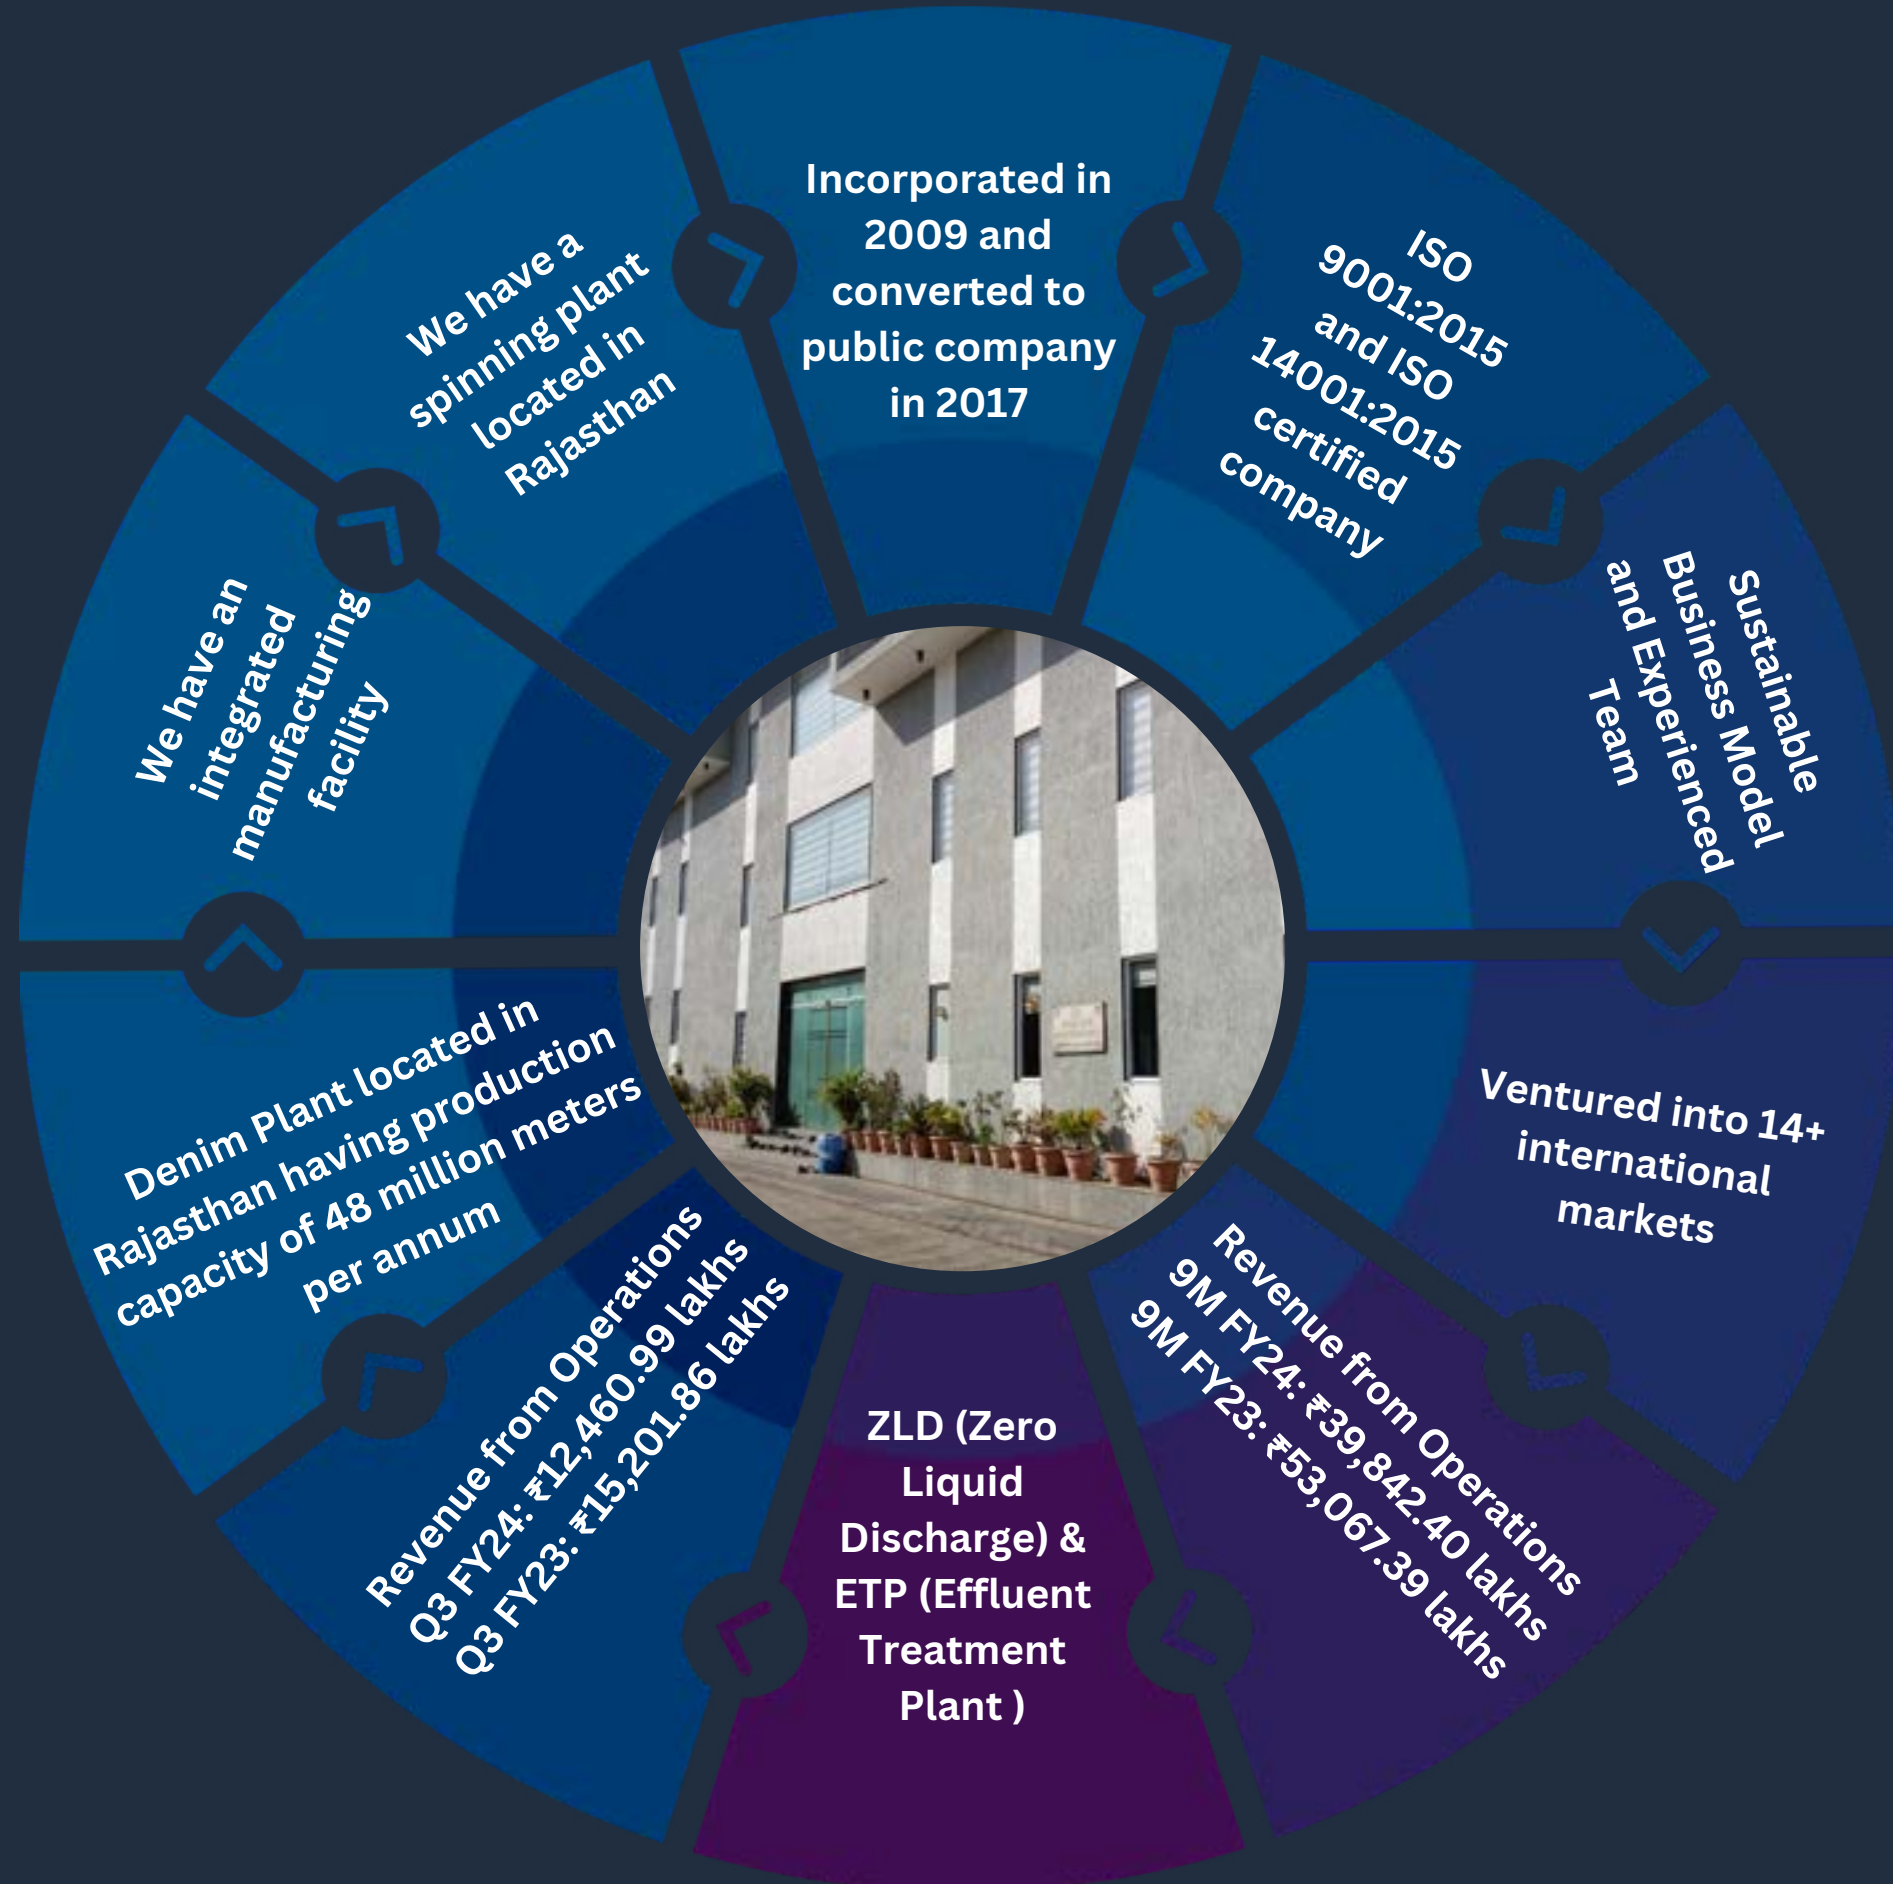 Incorporated in
2009 and
converted to
public company
in 2017
ISO
9001:2015
and ISO
14001:2015
certified
company
Sustainable
Business Model
and Experienced
Team
Ventured into 14+
international
markets
Revenue from Operations
9M FY24: ₹39,842.40 lakhs
9M FY23: ₹53,067.39 lakhs
ZLD (Zero
Liquid
Discharge) &
ETP (Effluent
Treatment
Plant )
Revenue from Operations
Q3 FY24: ₹12,460.99 lakhs
Q3 FY23: ₹15,201.86 lakhs
Denim Plant located in
Rajasthan having production
capacity of 48 million meters
per annum
We have an
integrated
manufacturing
facility
We have a
spinning plant
located in
Rajasthan